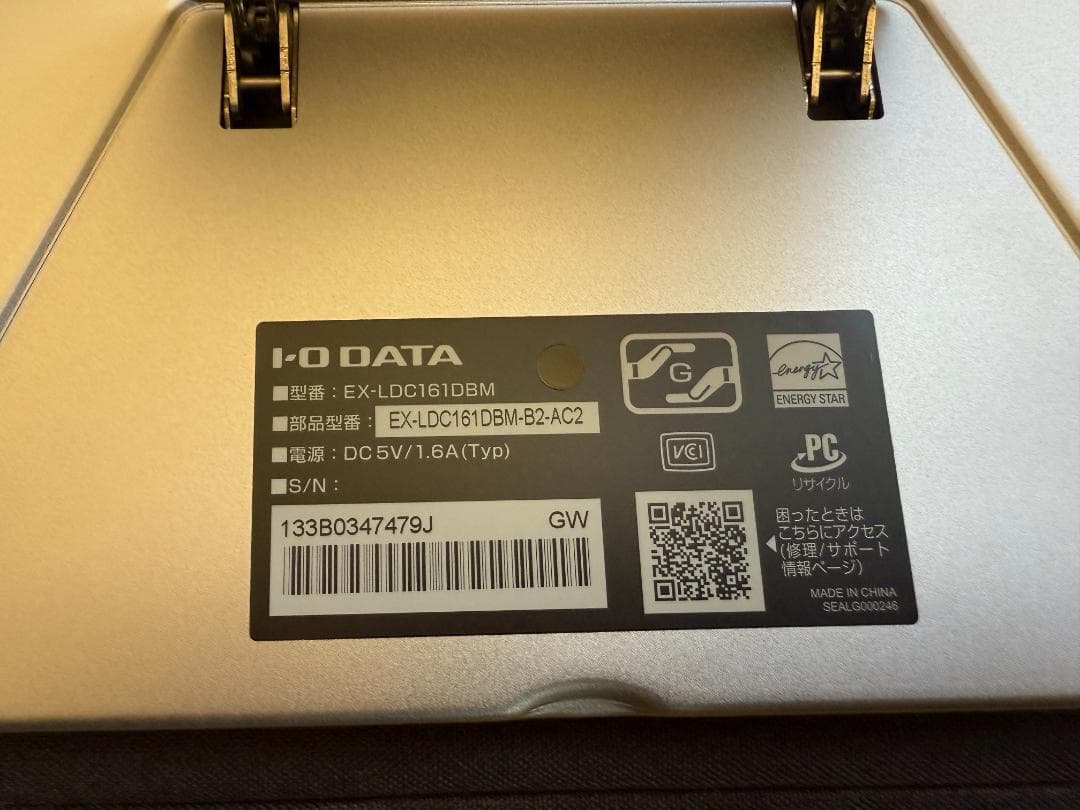 I-O DATA
■型番：EX-LDC161DBM
■部品型番：EX-LDC161DBM-B2-AC2
■電源：DC5V/1.6A(Typ)
■S/N：
133B0347479J GW
G
energy
ENERGY STAR
VCCI
PC
リサイクル
困ったときは
こちらにアクセス
(修理/サポート
情報ページ)
MADE IN CHINA
SEALG000246